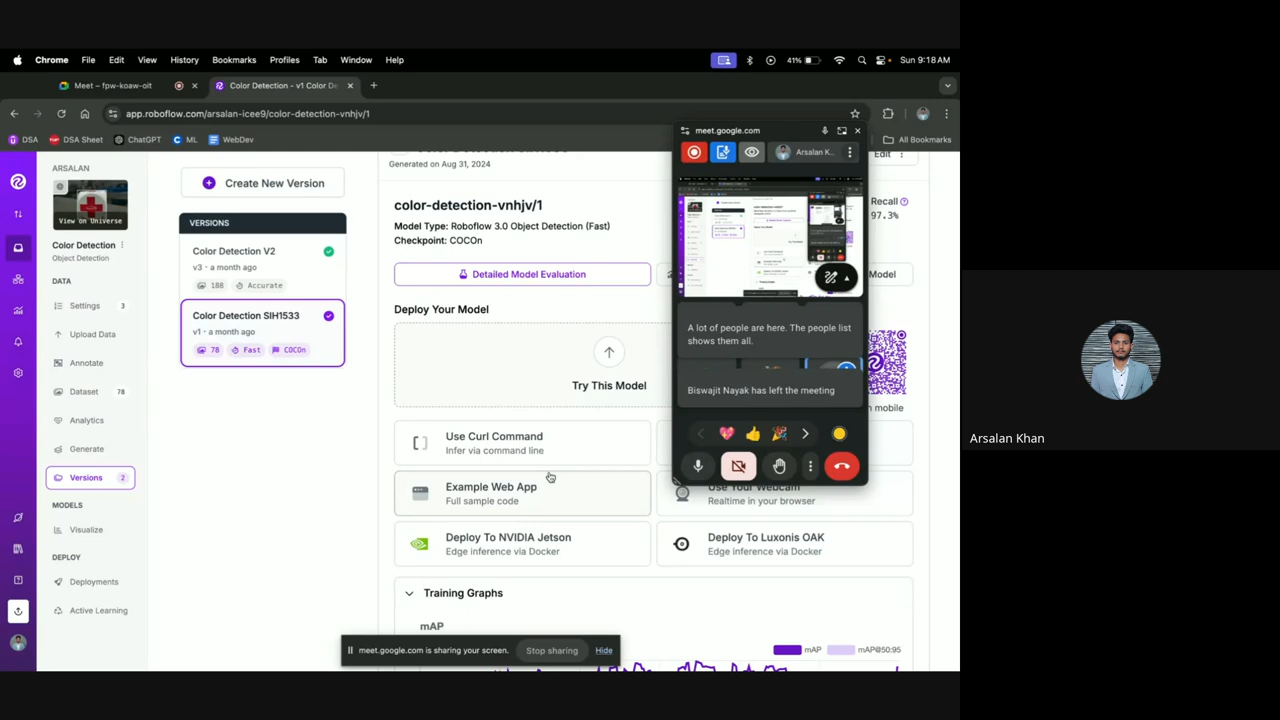 Chrome File Edit View History Bookmarks Profiles Tab Window Help
41% Sun 9:18 AM
Meet – fpw-koaw-oit
Color Detection - v1 Color De
app.roboflow.com/arsalan-icee9/color-detection-vnhjv/1
DSA DSA Sheet ChatGPT ML WebDev
All Bookmarks
ARSALAN
View on Universe
Color Detection
Object Detection
DATA
Settings 3
Upload Data
Annotate
Dataset 78
Analytics
Generate
Versions 2
MODELS
Visualize
DEPLOY
Deployments
Active Learning
Create New Version
VERSIONS
Color Detection V2
v3 - a month ago
188 Accurate
Color Detection SIH1533
v1 - a month ago
78 Fast COCOn
Generated on Aug 31, 2024
Edit
color-detection-vnhjv/1
Model Type: Roboflow 3.0 Object Detection (Fast)
Checkpoint: COCOn
Recall
97.3%
Detailed Model Evaluation
Model
Deploy Your Model
Try This Model
mobile
Use Curl Command
Infer via command line
Example Web App
Full sample code
Use Your Webcam
Realtime in your browser
Deploy To NVIDIA Jetson
Edge inference via Docker
Deploy To Luxonis OAK
Edge inference via Docker
Training Graphs
mAP
mAP mAP@50:95
meet.google.com
Arsalan K...
A lot of people are here. The people list
shows them all.
Biswajit Nayak has left the meeting
meet.google.com is sharing your screen.
Stop sharing
Hide
Arsalan Khan